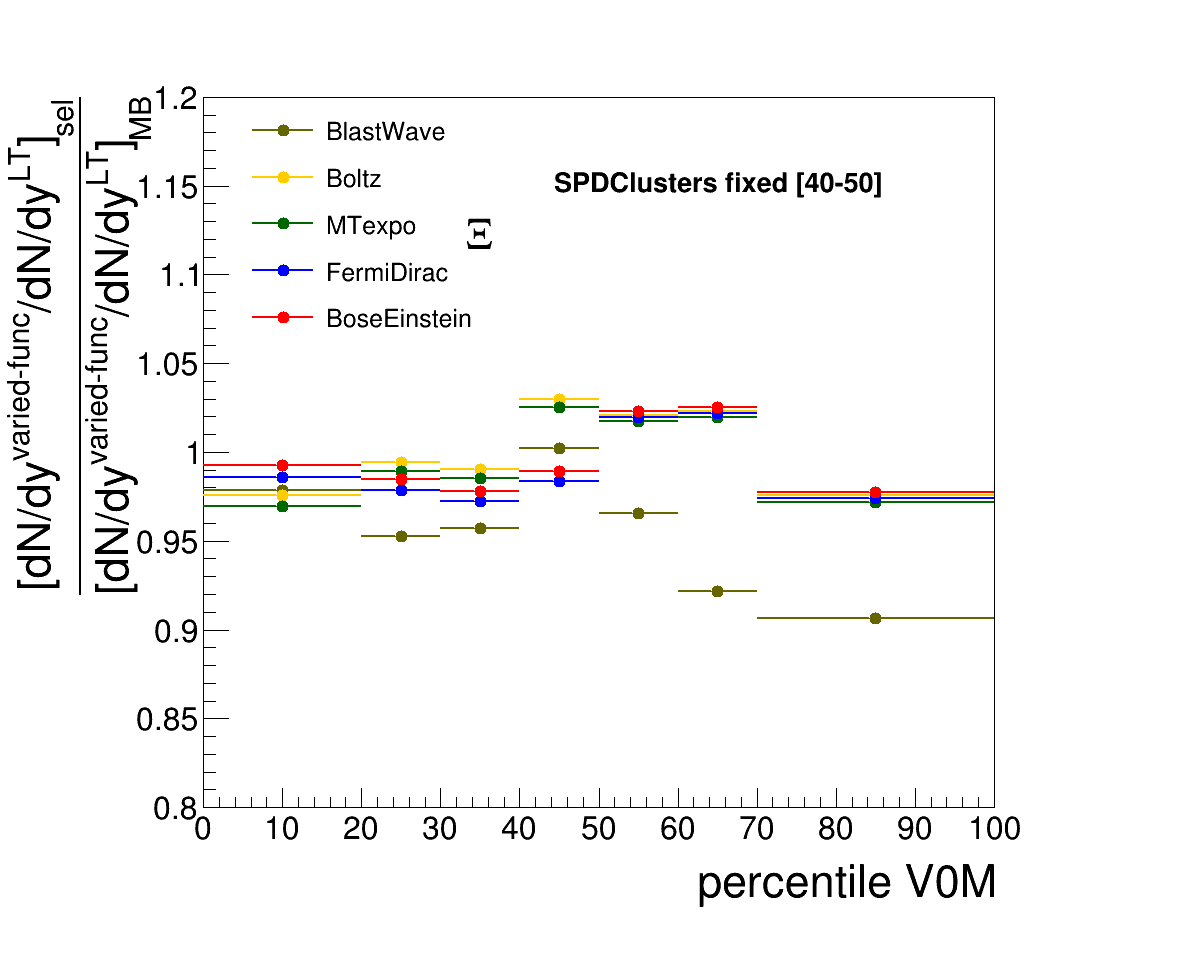 [dN/dy^varied-func/dN/dy^LT]_sel
[dN/dy^varied-func/dN/dy^LT]_MB
1.2
1.15
1.1
1.05
1
0.95
0.9
0.85
0.8
BlastWave
Boltz
MTexpo
FermiDirac
BoseEinstein
Ξ
SPDClusters fixed [40-50]
0 10 20 30 40 50 60 70 80 90 100
percentile V0M